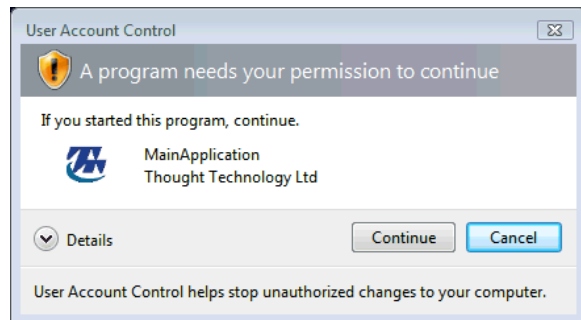 User Account Control
A program needs your permission to continue
If you started this program, continue.
MainApplication
Thought Technology Ltd
Details
Continue
Cancel
User Account Control helps stop unauthorized changes to your computer.